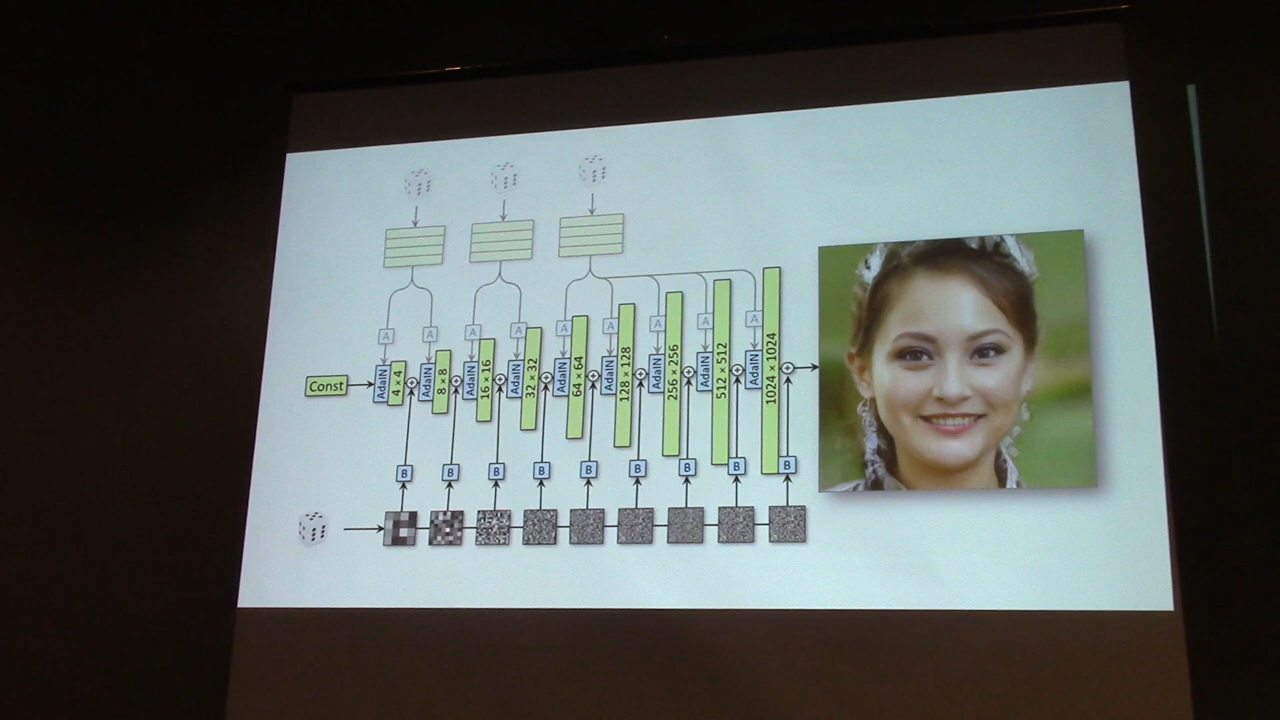 A A A A A A A A A
Const
AdaIN 4 × 4 AdaIN 8 × 8 AdaIN 16 × 16 AdaIN 32 × 32 AdaIN 64 × 64 AdaIN 128 × 128 AdaIN 256 × 256 AdaIN 512 × 512 AdaIN 1024 × 1024
B B B B B B B B B